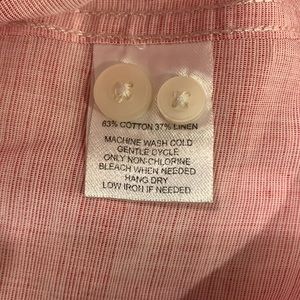 63% COTTON 37% LINEN
MACHINE WASH COLD
GENTLE CYCLE
ONLY NON-CHLORINE
BLEACH WHEN NEEDED
HANG DRY
LOW IRON IF NEEDED